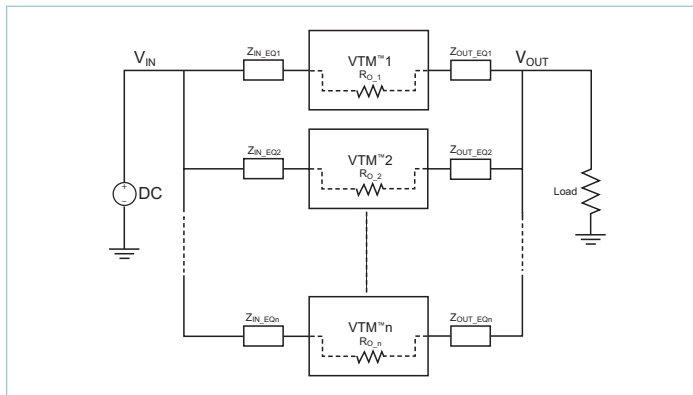 V_IN
Z_IN_EQ1
VTM™1
R_O_1
Z_OUT_EQ1
V_OUT
Z_IN_EQ2
VTM™2
R_O_2
Z_OUT_EQ2
+
−
DC
Load
Z_IN_EQn
VTM™n
R_O_n
Z_OUT_EQn